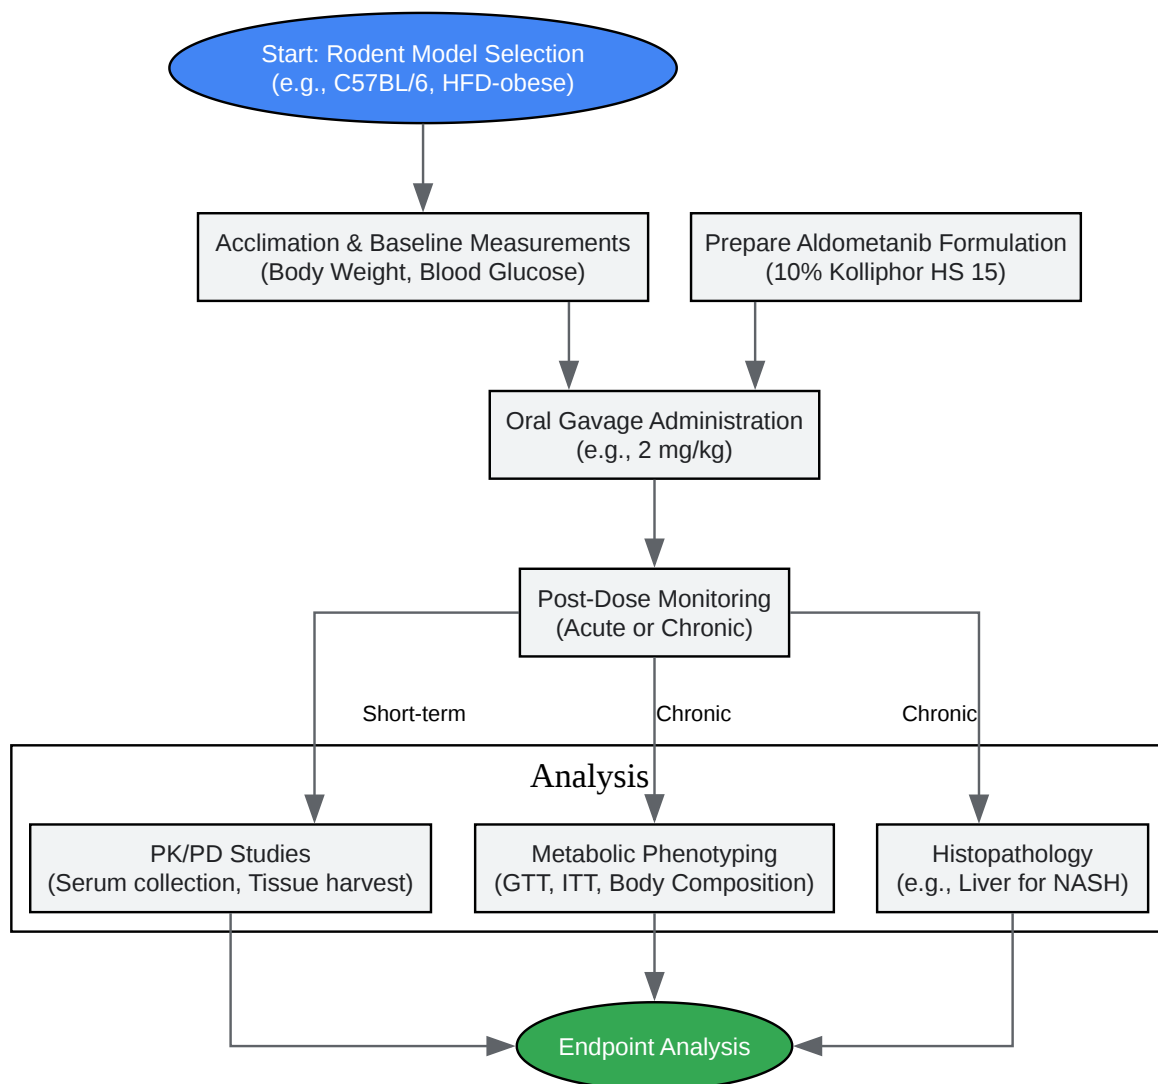 Start: Rodent Model Selection
(e.g., C57BL/6, HFD-obese)
Acclimation & Baseline Measurements
(Body Weight, Blood Glucose)
Prepare Aldometanib Formulation
(10% Kolliphor HS 15)
Oral Gavage Administration
(e.g., 2 mg/kg)
Post-Dose Monitoring
(Acute or Chronic)
Short-term
Chronic
Chronic
Analysis
PK/PD Studies
(Serum collection, Tissue harvest)
Metabolic Phenotyping
(GTT, ITT, Body Composition)
Histopathology
(e.g., Liver for NASH)
Endpoint Analysis